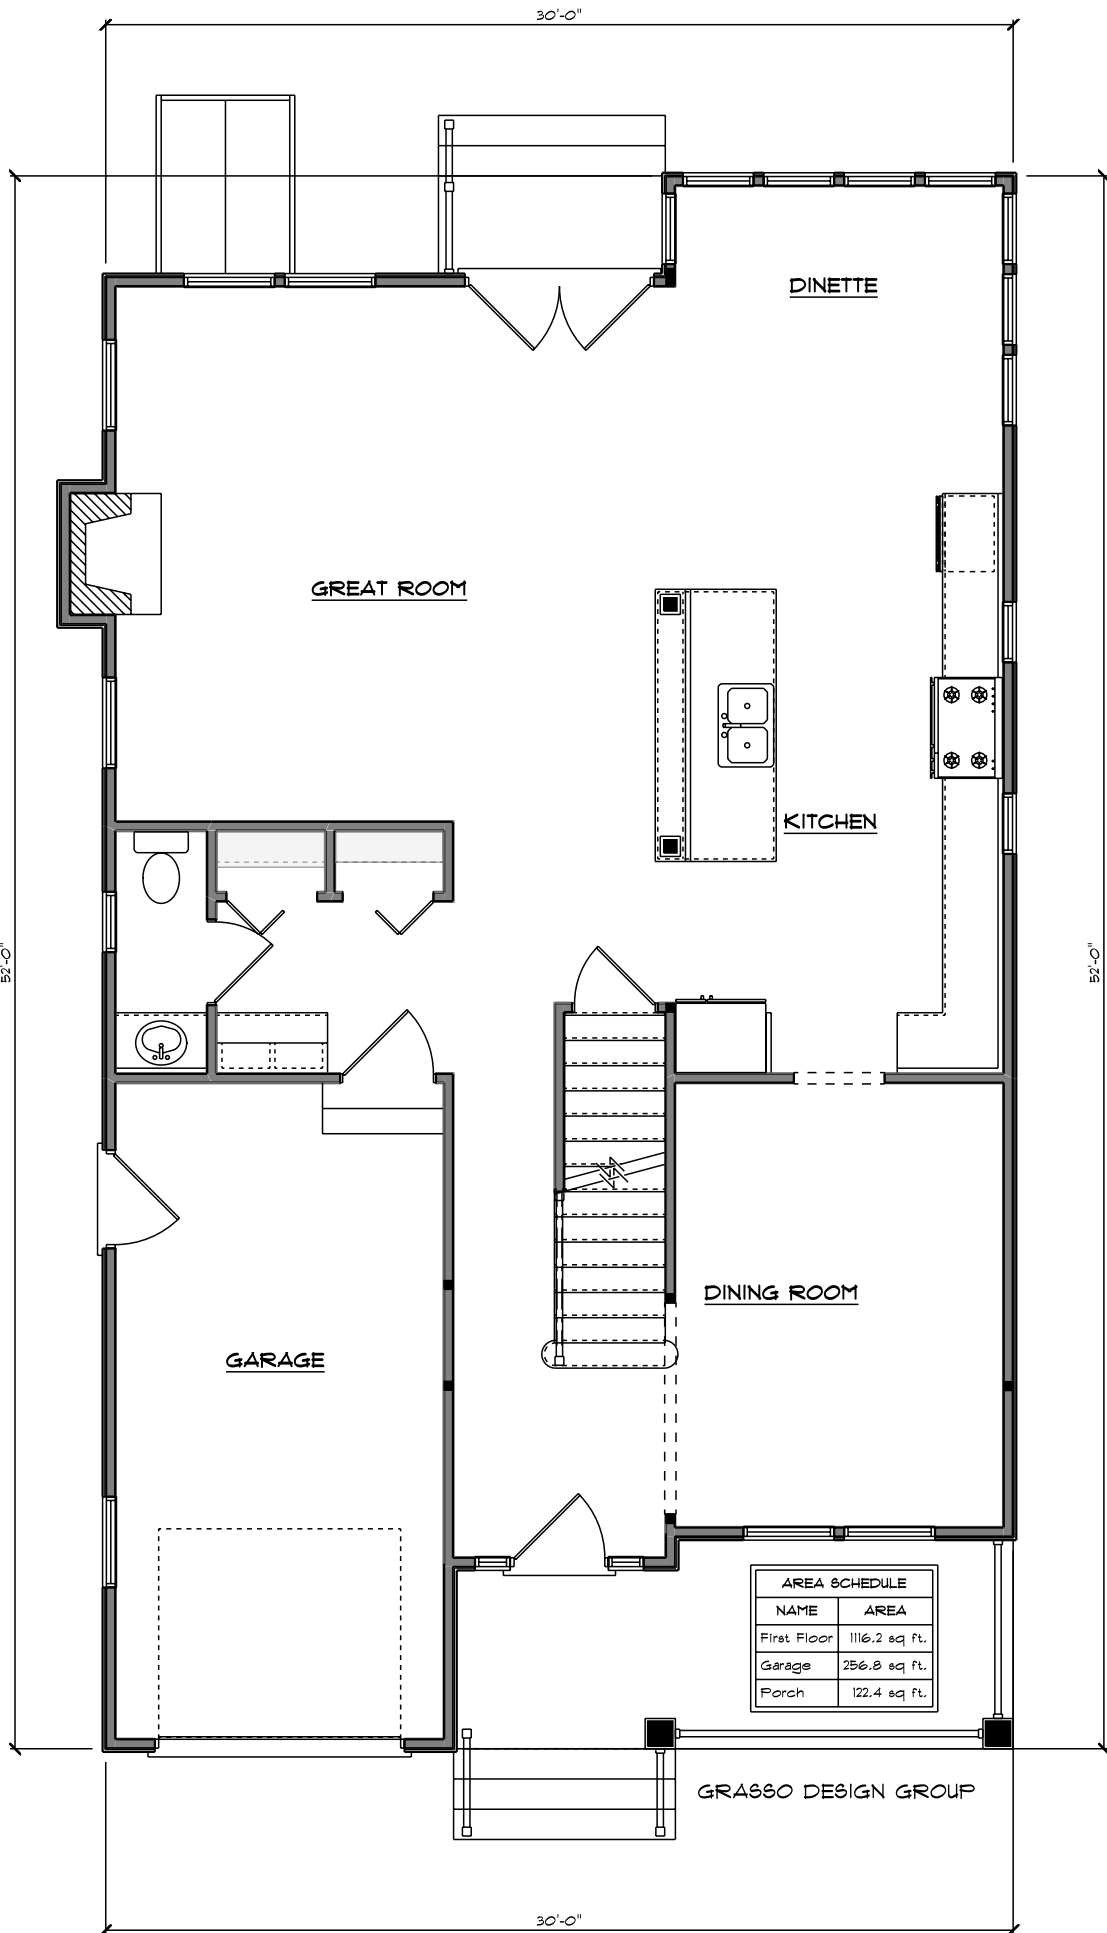 30'-0"
DINETTE
GREAT ROOM
KITCHEN
52'-0"
52'-0"
DINING ROOM
GARAGE
AREA SCHEDULE
NAME AREA
First Floor 1116.2 sq ft.
Garage 256.8 sq ft.
Porch 122.4 sq ft.
GRASSO DESIGN GROUP
30'-0"